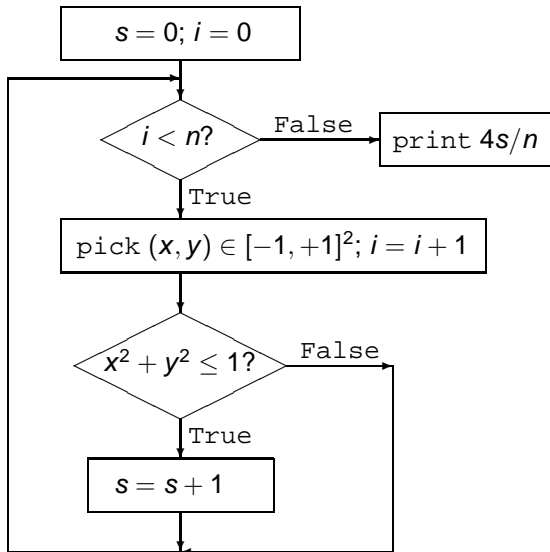 s = 0; i = 0
i < n?
False
print 4s/n
True
pick (x, y) ∈ [−1, +1]²; i = i + 1
x² + y² ≤ 1?
False
True
s = s + 1